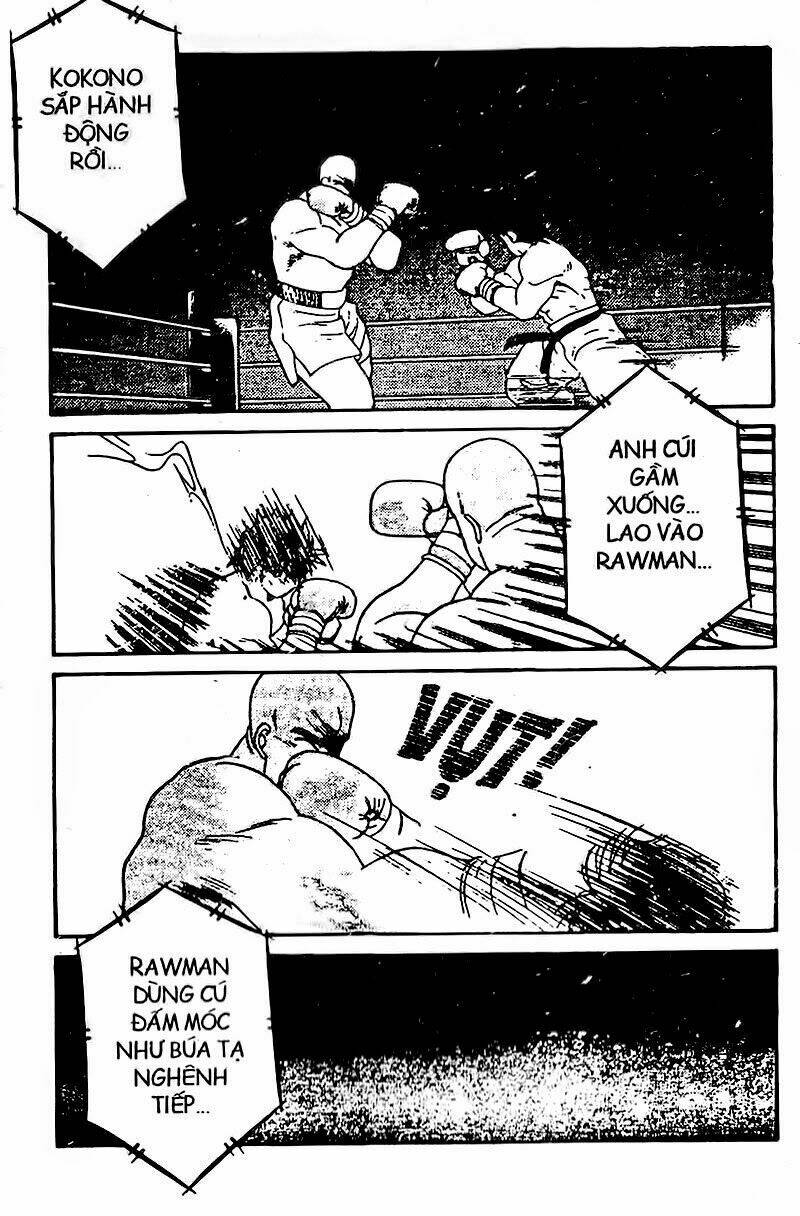 KOKONO
SẮP HÀNH
ĐỘNG
RỒI...
ANH CÚI
GẦM
XUỐNG...
LAO VÀO
RAWMAN...
VỤT!
RAWMAN
DÙNG CÚ
ĐẤM MÓC
NHƯ BÚA TẠ
NGHÊNH
TIẾP...